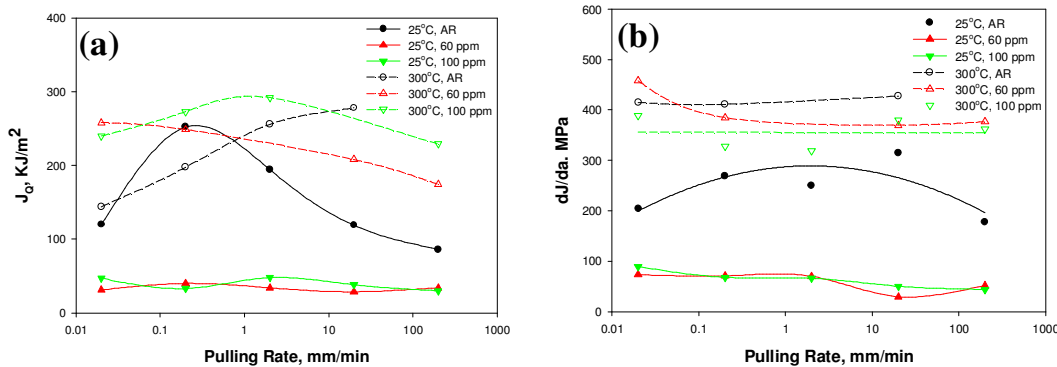 (a)
400
300
200
100
0
0.01
0.1
1
10
100
1000
J_Q, KJ/m²
Pulling Rate, mm/min
25°C, AR
25°C, 60 ppm
25°C, 100 ppm
300°C, AR
300°C, 60 ppm
300°C, 100 ppm
(b)
600
500
400
300
200
100
0
0.01
0.1
1
10
100
1000
dJ/da. MPa
Pulling Rate, mm/min
25°C, AR
25°C, 60 ppm
25°C, 100 ppm
300°C, AR
300°C, 60 ppm
300°C, 100 ppm